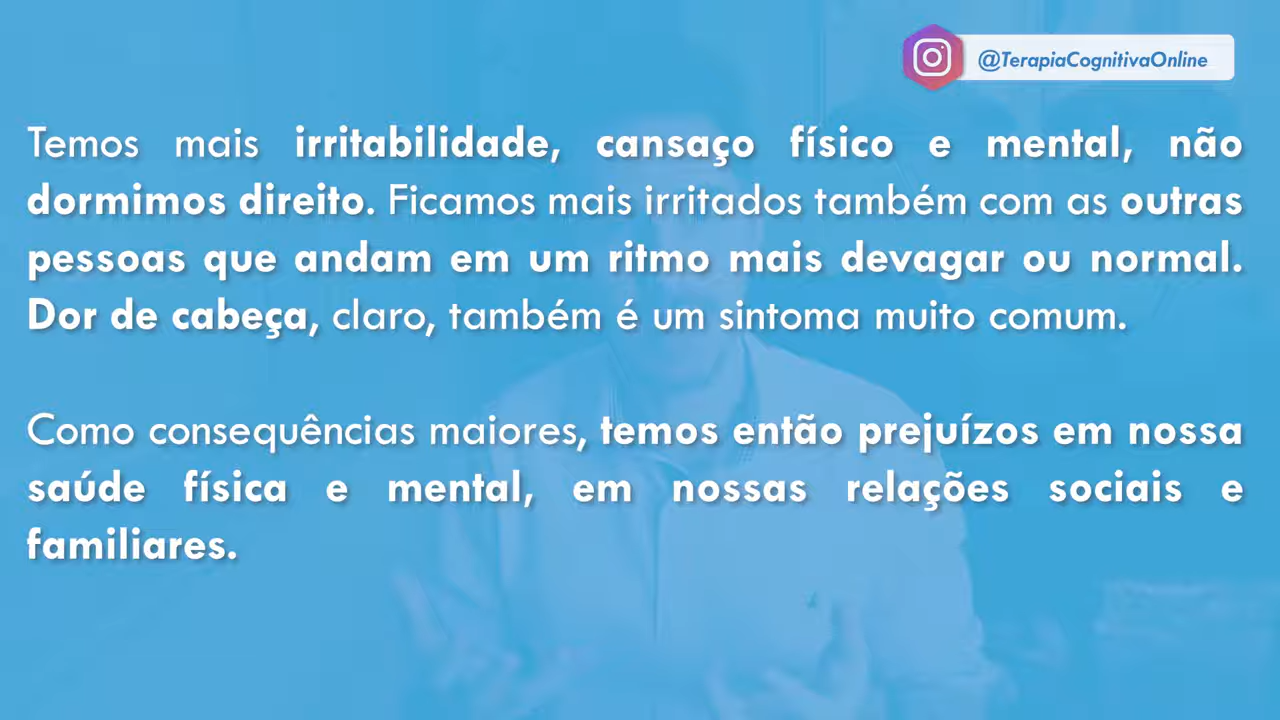 @TerapiaCognitivaOnline
Temos mais irritabilidade, cansaço físico e mental, não
dormimos direito. Ficamos mais irritados também com as outras
pessoas que andam em um ritmo mais devagar ou normal.
Dor de cabeça, claro, também é um sintoma muito comum.
Como consequências maiores, temos então prejuízos em nossa
saúde física e mental, em nossas relações sociais e
familiares.